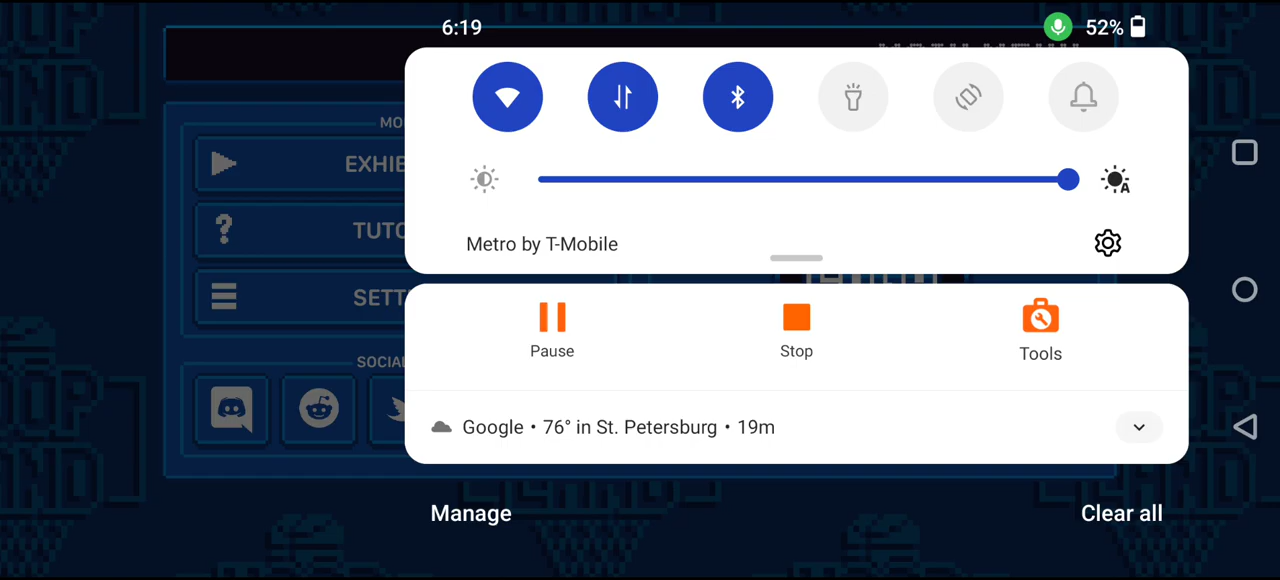 6:19
52%
MO
EXHIB
TUTO
SETT
SOCIAL
A
Metro by T-Mobile
Pause
Stop
Tools
Google • 76° in St. Petersburg • 19m
Manage
Clear all